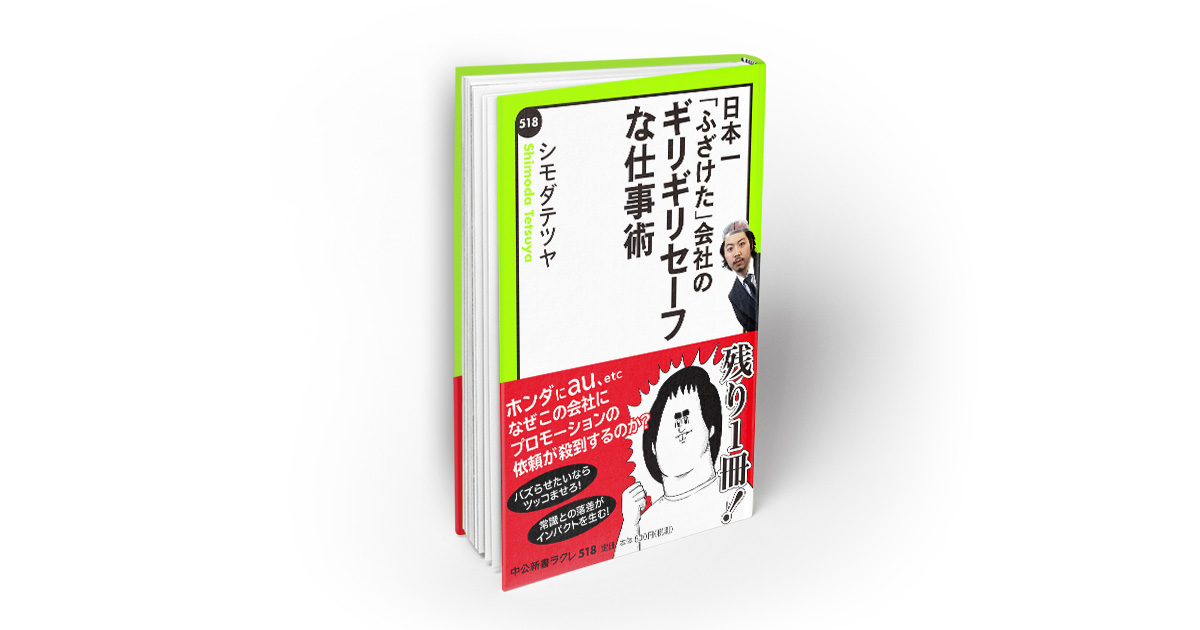 日本一
「ふざけた」会社の
ギリギリセーフ
な仕事術
518
シモダテツヤ
Shimoda Tetsuya
残り1冊!
ホンダにau、etc
なぜこの会社に
プロモーションの
依頼が殺到するのか?
バズらせたいなら
ツッコませろ!
常識との落差が
インパクトを生む!
中公新書ラクレ 518